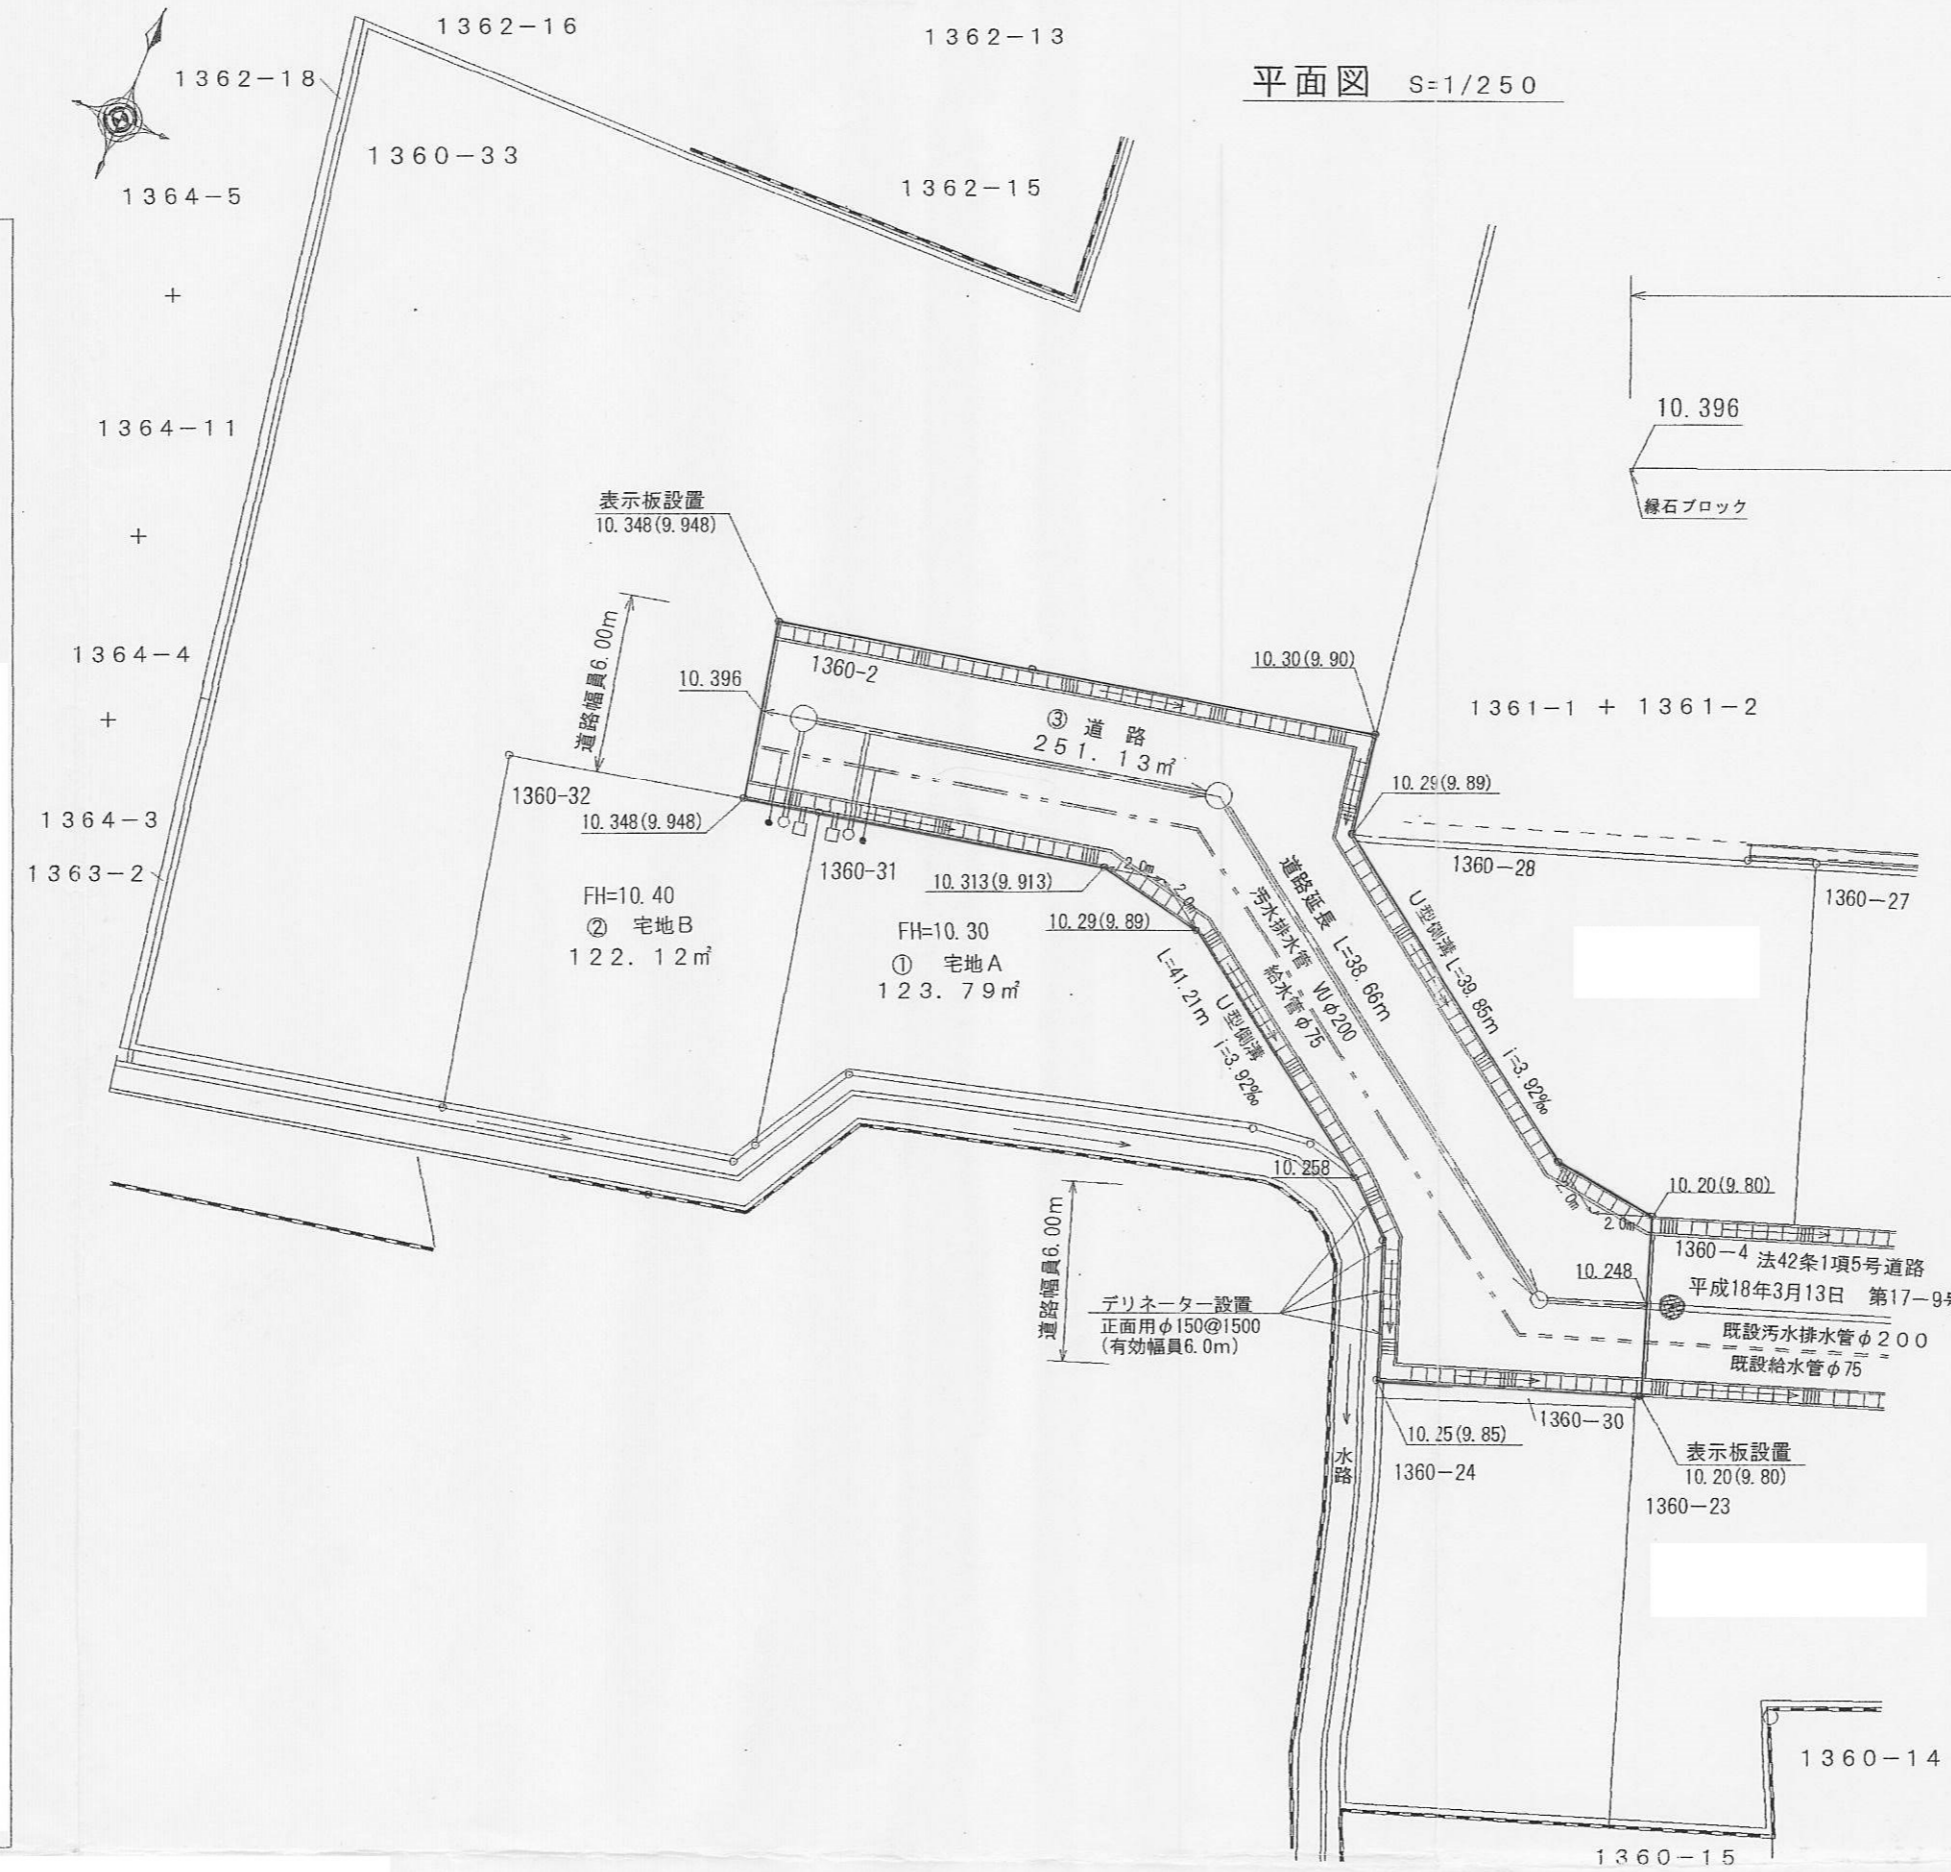 平面図 S=1/250
1362-16
1362-13
1362-18
1360-33
1362-15
1364-5
1364-11
1364-4
1364-3
1363-2
10.396
縁石ブロック
表示板設置
10.348(9.948)
道路幅員6.00m
10.396
1360-2
③ 道 路
251.13㎡
10.30(9.90)
1361-1 + 1361-2
10.29(9.89)
1360-28
1360-27
1360-32
10.348(9.948)
1360-31
10.313(9.913)
10.29(9.89)
2.0m
2.0m
FH=10.40
② 宅地B
122.12㎡
FH=10.30
① 宅地A
123.79㎡
道路延長 L=38.66m
汚水排水管 VUφ200
給水管φ75
U型側溝 L=39.85m i=3.92‰
L=41.21m
U型側溝
i=3.92‰
10.258
2.0m
2.0m
10.20(9.80)
1360-4 法42条1項5号道路
平成18年3月13日 第17-9号
10.248
既設汚水排水管φ200
既設給水管φ75
道路幅員6.00m
デリネーター設置
正面用φ150@1500
(有効幅員6.0m)
水路
10.25(9.85)
1360-30
1360-24
表示板設置
10.20(9.80)
1360-23
1360-14
1360-15